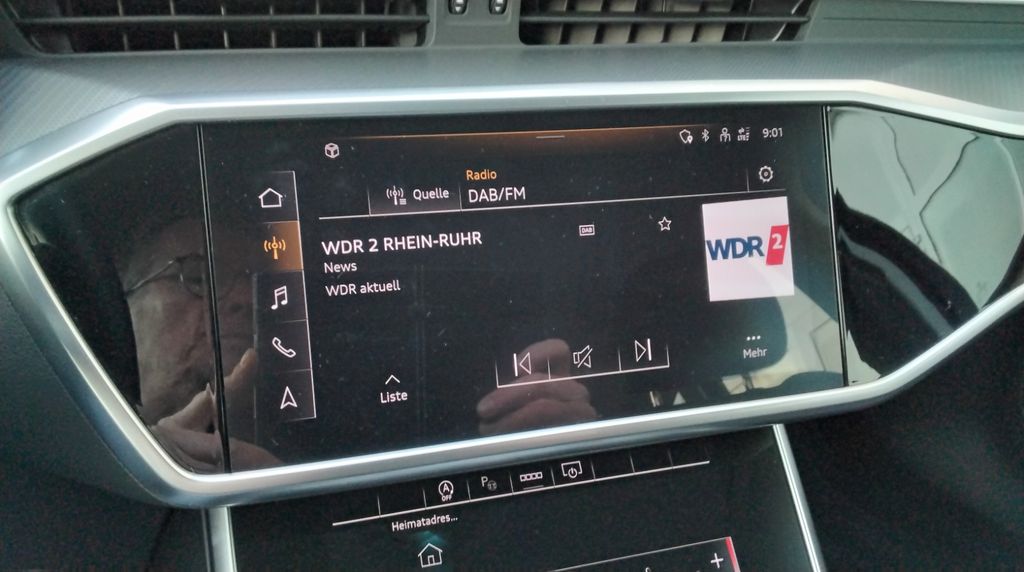 9:01
Radio
Quelle
DAB/FM
WDR 2 RHEIN-RUHR
DAB
News
WDR aktuell
WDR 2
Mehr
Liste
A
OFF
P
Heimatadres...
+